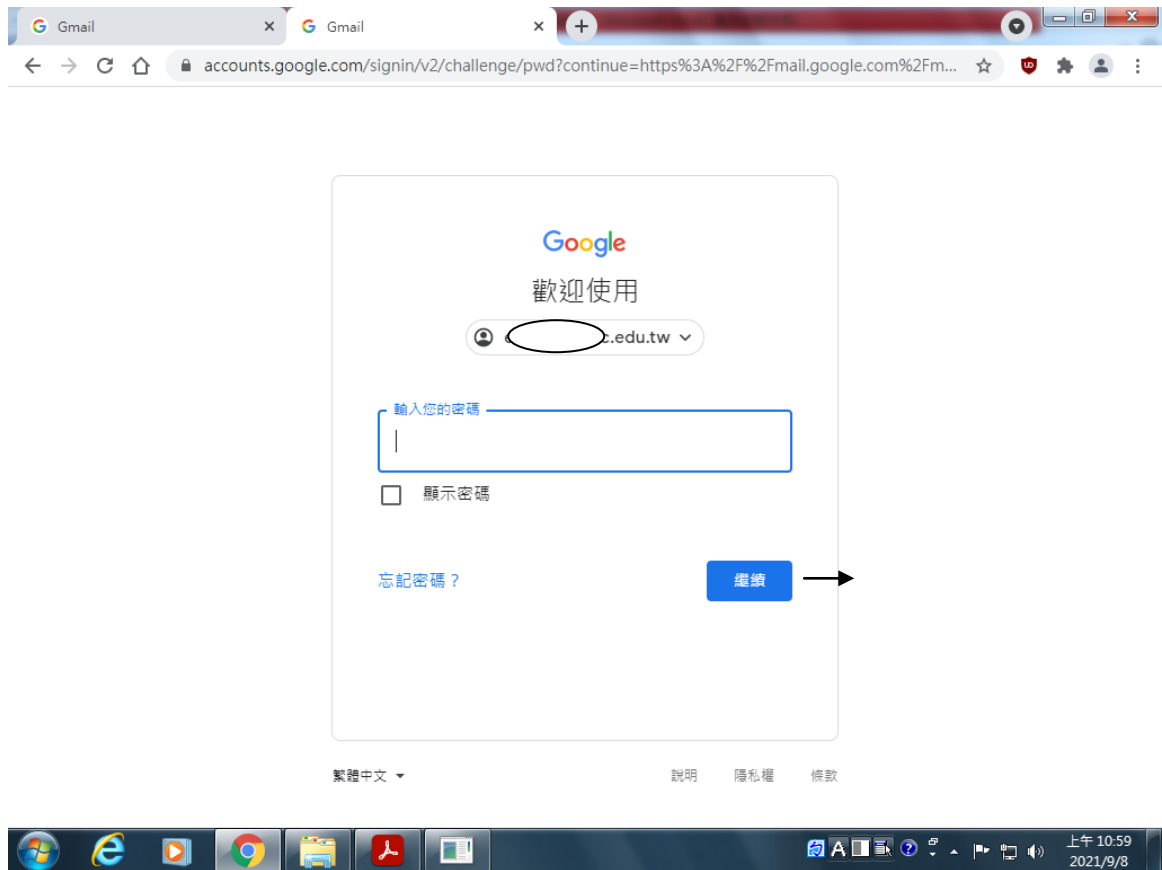 Gmail
Gmail
accounts.google.com/signin/v2/challenge/pwd?continue=https%3A%2F%2Fmail.google.com%2Fm...
Google
歡迎使用
c.edu.tw
輸入您的密碼
顯示密碼
忘記密碼？
繼續
繁體中文
說明 隱私權 條款
A
上午 10:59
2021/9/8